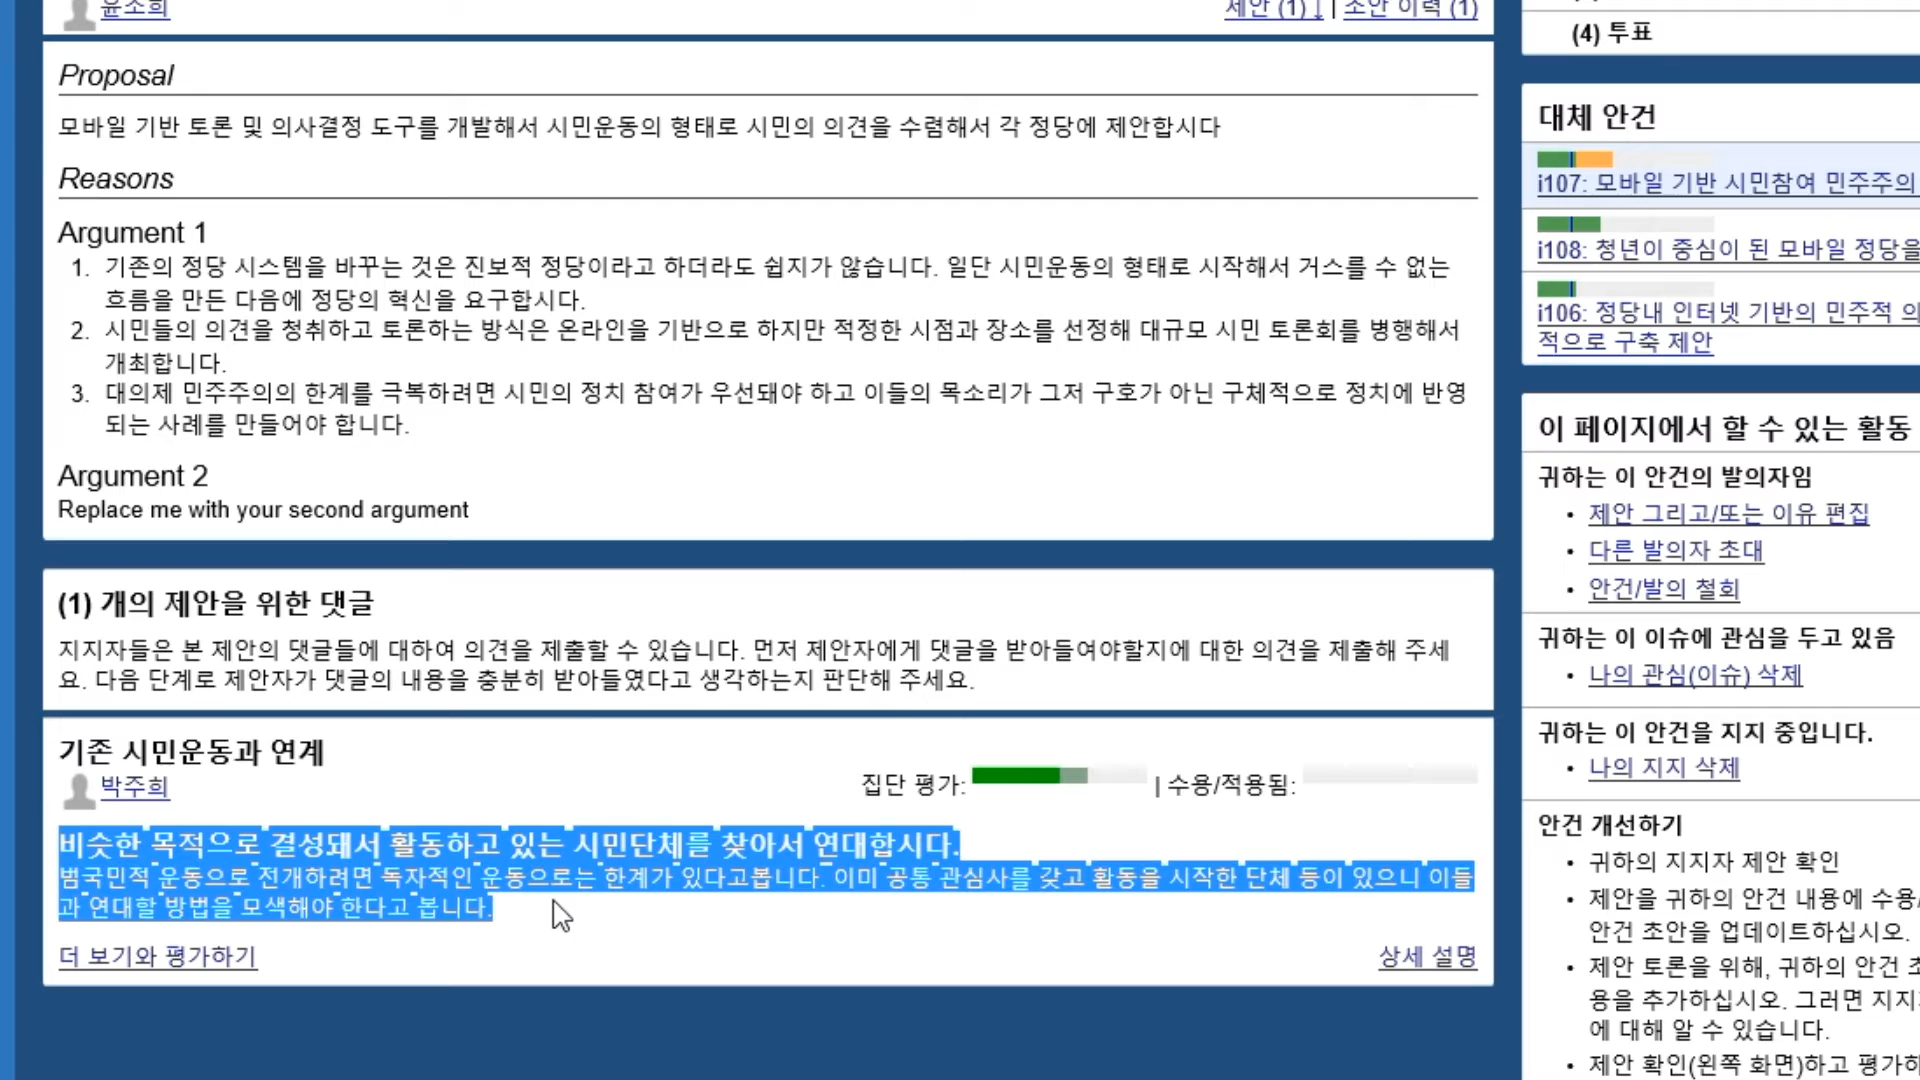 윤소희
제안 (1) ↓ | 초안 이력 (1)
Proposal
모바일 기반 토론 및 의사결정 도구를 개발해서 시민운동의 형태로 시민의 의견을 수렴해서 각 정당에 제안합시다
Reasons
Argument 1
1. 기존의 정당 시스템을 바꾸는 것은 진보적 정당이라고 하더라도 쉽지가 않습니다. 일단 시민운동의 형태로 시작해서 거스를 수 없는
흐름을 만든 다음에 정당의 혁신을 요구합시다.
2. 시민들의 의견을 청취하고 토론하는 방식은 온라인을 기반으로 하지만 적정한 시점과 장소를 선정해 대규모 시민 토론회를 병행해서
개최합니다.
3. 대의제 민주주의의 한계를 극복하려면 시민의 정치 참여가 우선돼야 하고 이들의 목소리가 그저 구호가 아닌 구체적으로 정치에 반영
되는 사례를 만들어야 합니다.
Argument 2
Replace me with your second argument
(1) 개의 제안을 위한 댓글
지지자들은 본 제안의 댓글들에 대하여 의견을 제출할 수 있습니다. 먼저 제안자에게 댓글을 받아들여야할지에 대한 의견을 제출해 주세
요. 다음 단계로 제안자가 댓글의 내용을 충분히 받아들였다고 생각하는지 판단해 주세요.
기존 시민운동과 연계
박주희
집단 평가: | 수용/적용됨:
비슷한 목적으로 결성돼서 활동하고 있는 시민단체를 찾아서 연대합시다.
범국민적 운동으로 전개하려면 독자적인 운동으로는 한계가 있다고봅니다. 이미 공통 관심사를 갖고 활동을 시작한 단체 등이 있으니 이들
과 연대할 방법을 모색해야 한다고 봅니다.
더 보기와 평가하기
상세 설명
(4) 투표
대체 안건
i107: 모바일 기반 시민참여 민주주의
i108: 청년이 중심이 된 모바일 정당을
i106: 정당내 인터넷 기반의 민주적 의
적으로 구축 제안
이 페이지에서 할 수 있는 활동
귀하는 이 안건의 발의자임
• 제안 그리고/또는 이유 편집
• 다른 발의자 초대
• 안건/발의 철회
귀하는 이 이슈에 관심을 두고 있음
• 나의 관심(이슈) 삭제
귀하는 이 안건을 지지 중입니다.
• 나의 지지 삭제
안건 개선하기
• 귀하의 지지자 제안 확인
• 제안을 귀하의 안건 내용에 수용/
안건 초안을 업데이트하십시오.
• 제안 토론을 위해, 귀하의 안건 초
용을 추가하십시오. 그러면 지지
에 대해 알 수 있습니다.
• 제안 확인(왼쪽 화면)하고 평가하